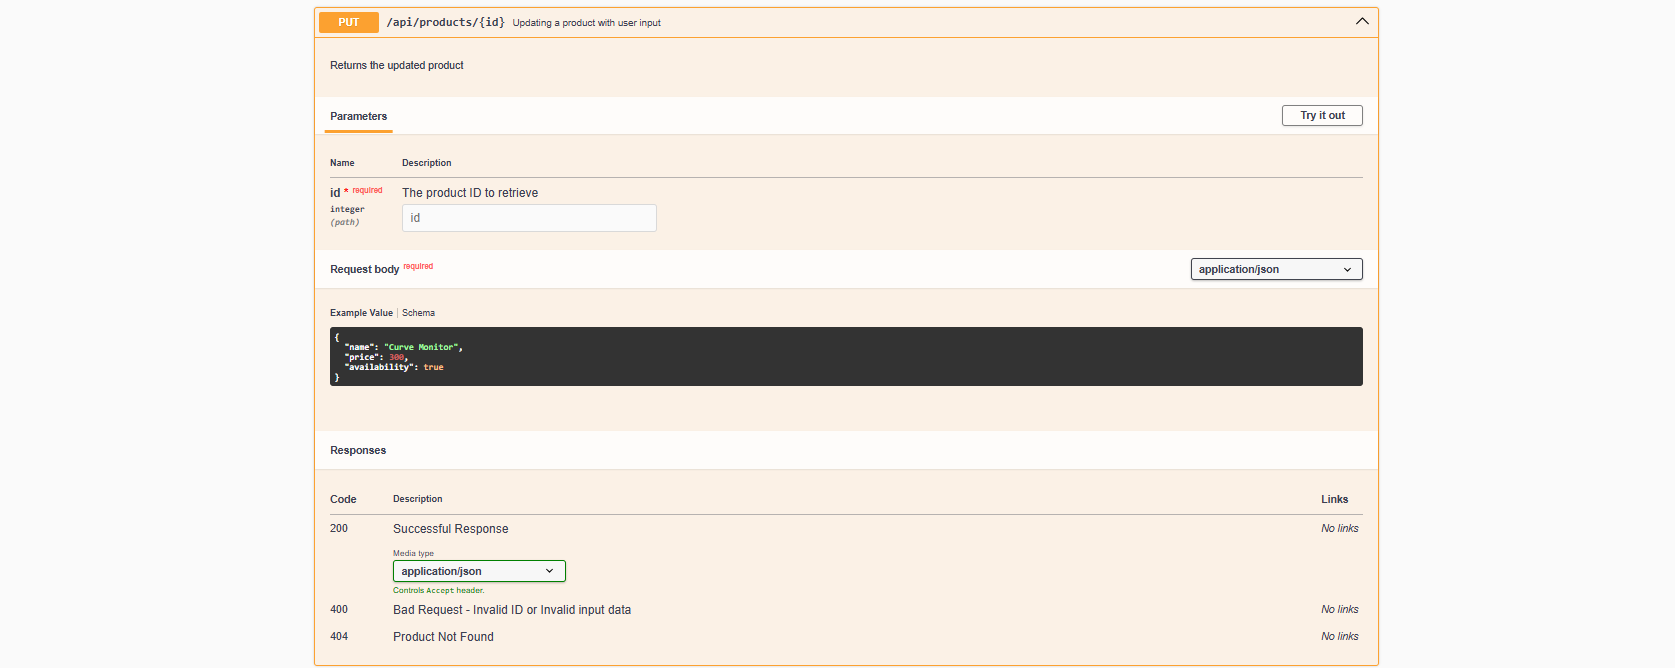 PUT /api/products/{id} Updating a product with user input
Returns the updated product
Parameters
Try it out
Name Description
id * required The product ID to retrieve
integer
(path)
id
Request body required
application/json
Example Value | Schema
{
"name": "Curve Monitor",
"price": 300,
"availability": true
}
Responses
Code Description Links
200 Successful Response No links
Media type
application/json
Controls Accept header.
400 Bad Request - Invalid ID or Invalid input data No links
404 Product Not Found No links